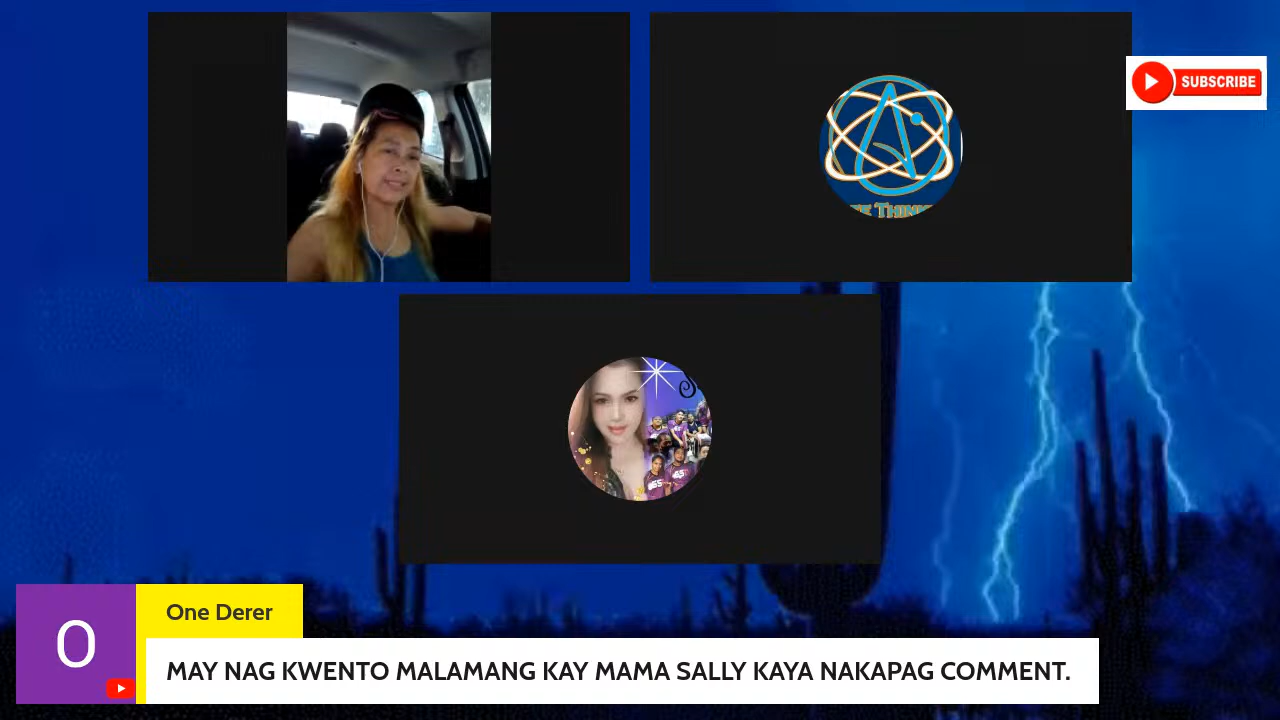 SUBSCRIBE
One Derer
O
MAY NAG KWENTO MALAMANG KAY MAMA SALLY KAYA NAKAPAG COMMENT.